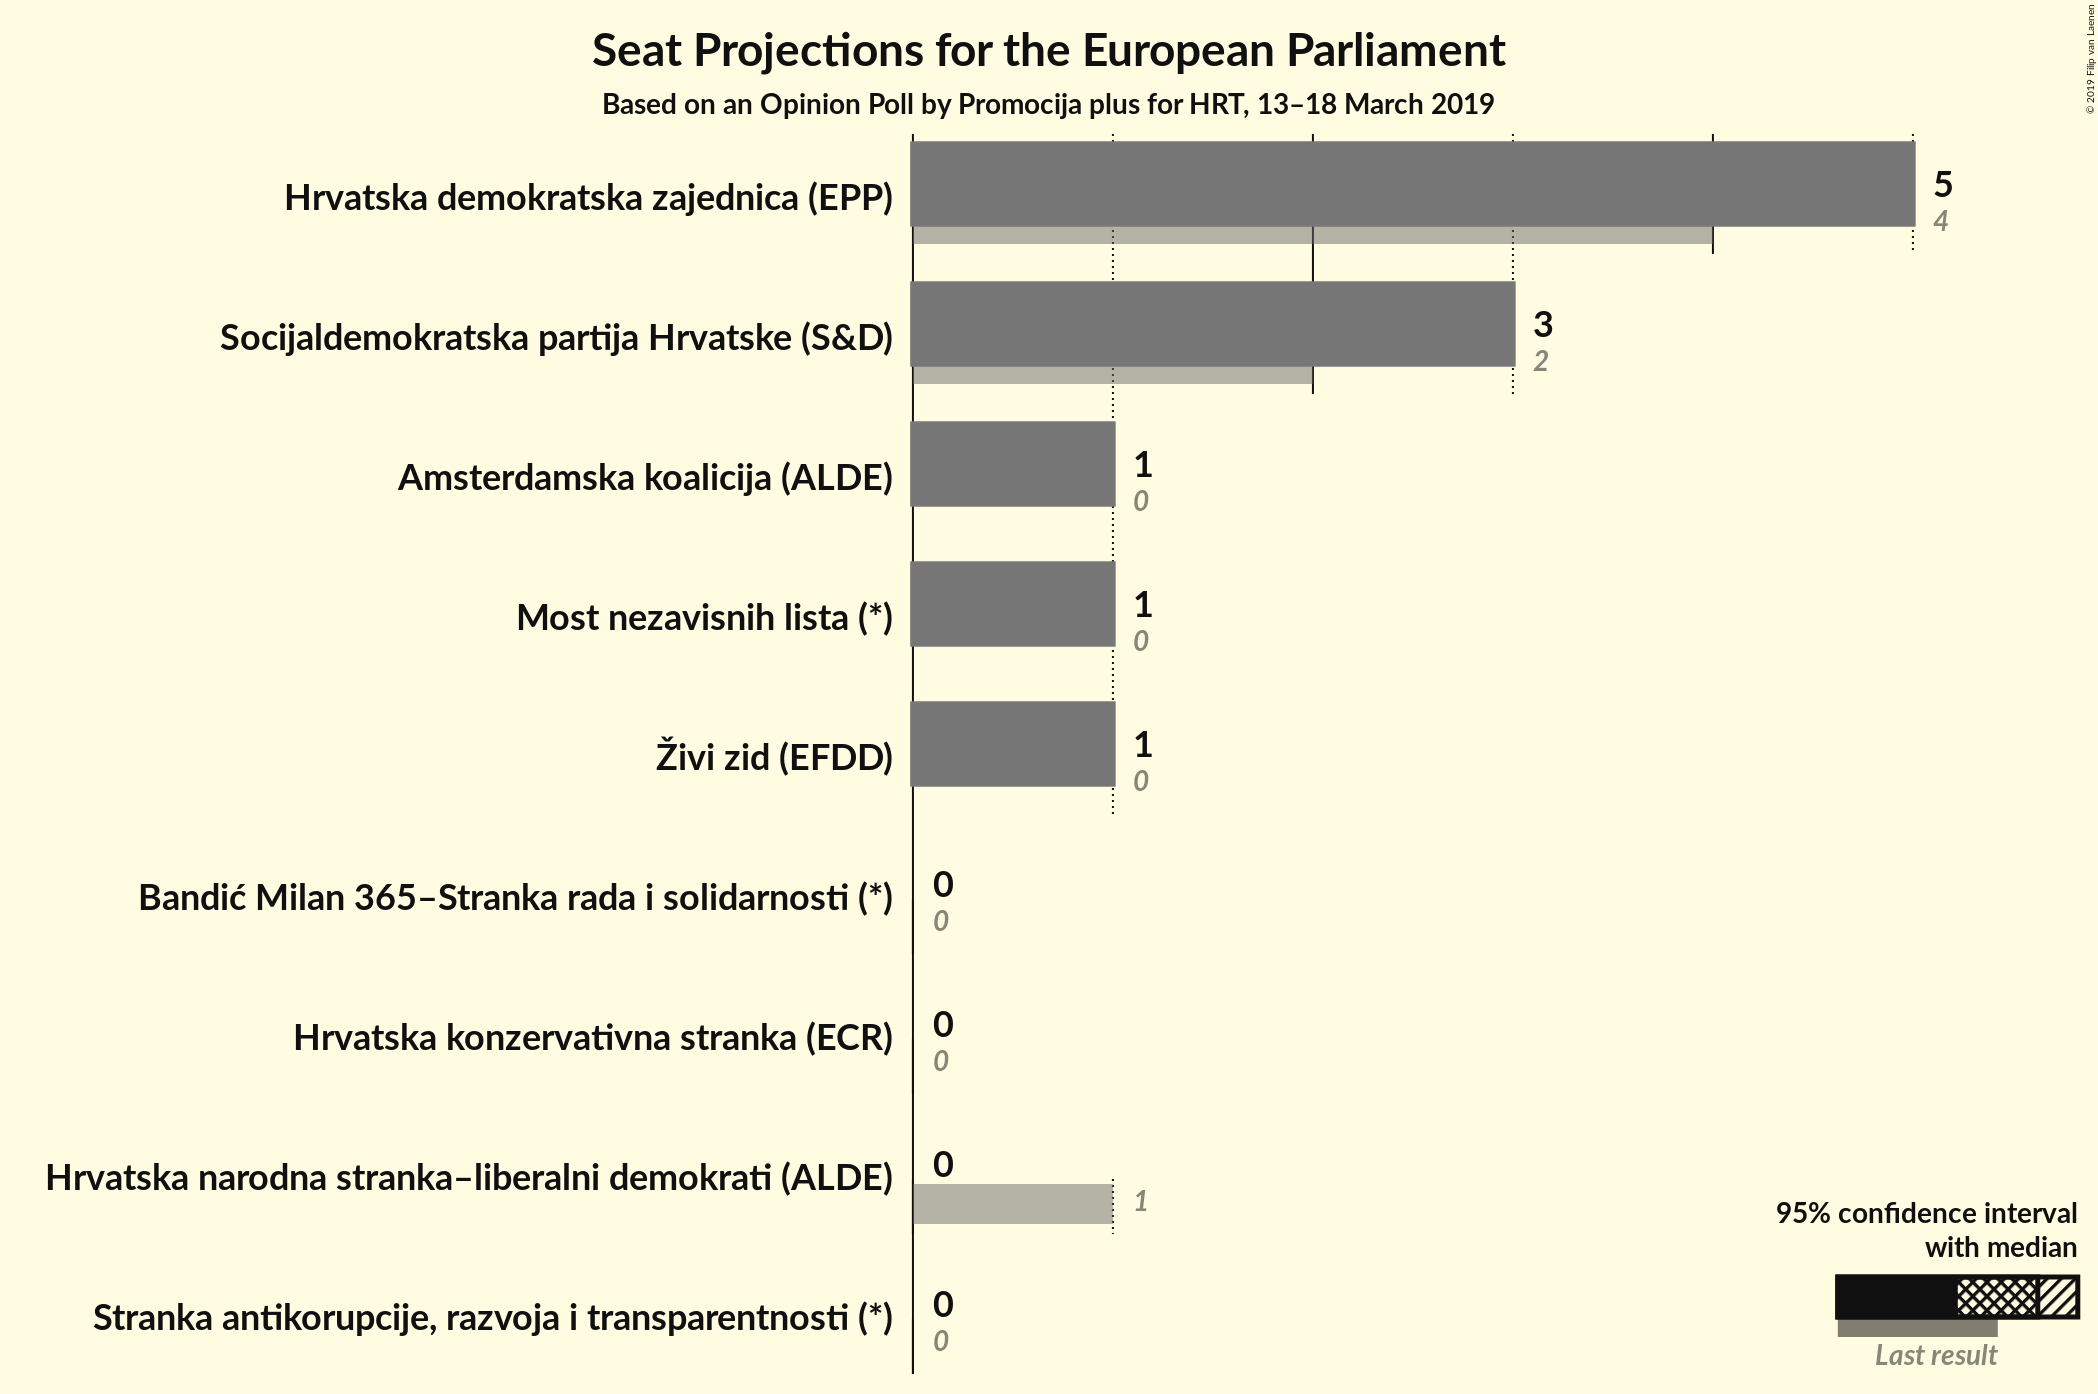 Seat Projections for the European Parliament
Based on an Opinion Poll by Promocija plus for HRT, 13–18 March 2019
© 2019 Filip van Laenen
Hrvatska demokratska zajednica (EPP)
5
4
Socijaldemokratska partija Hrvatske (S&D)
3
2
Amsterdamska koalicija (ALDE)
1
0
Most nezavisnih lista (*)
1
0
Živi zid (EFDD)
1
0
Bandić Milan 365–Stranka rada i solidarnosti (*)
0
0
Hrvatska konzervativna stranka (ECR)
0
0
Hrvatska narodna stranka–liberalni demokrati (ALDE)
0
1
Stranka antikorupcije, razvoja i transparentnosti (*)
0
0
95% confidence interval
with median
Last result